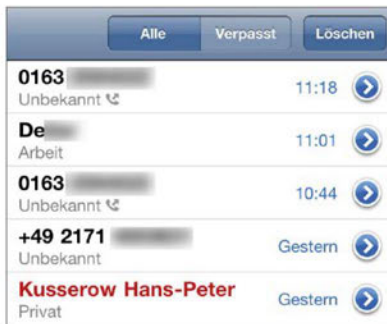 Alle Verpasst Löschen
0163
Unbekannt 11:18
De
Arbeit 11:01
0163
Unbekannt 10:44
+49 2171
Unbekannt Gestern
Kusserow Hans-Peter
Privat Gestern